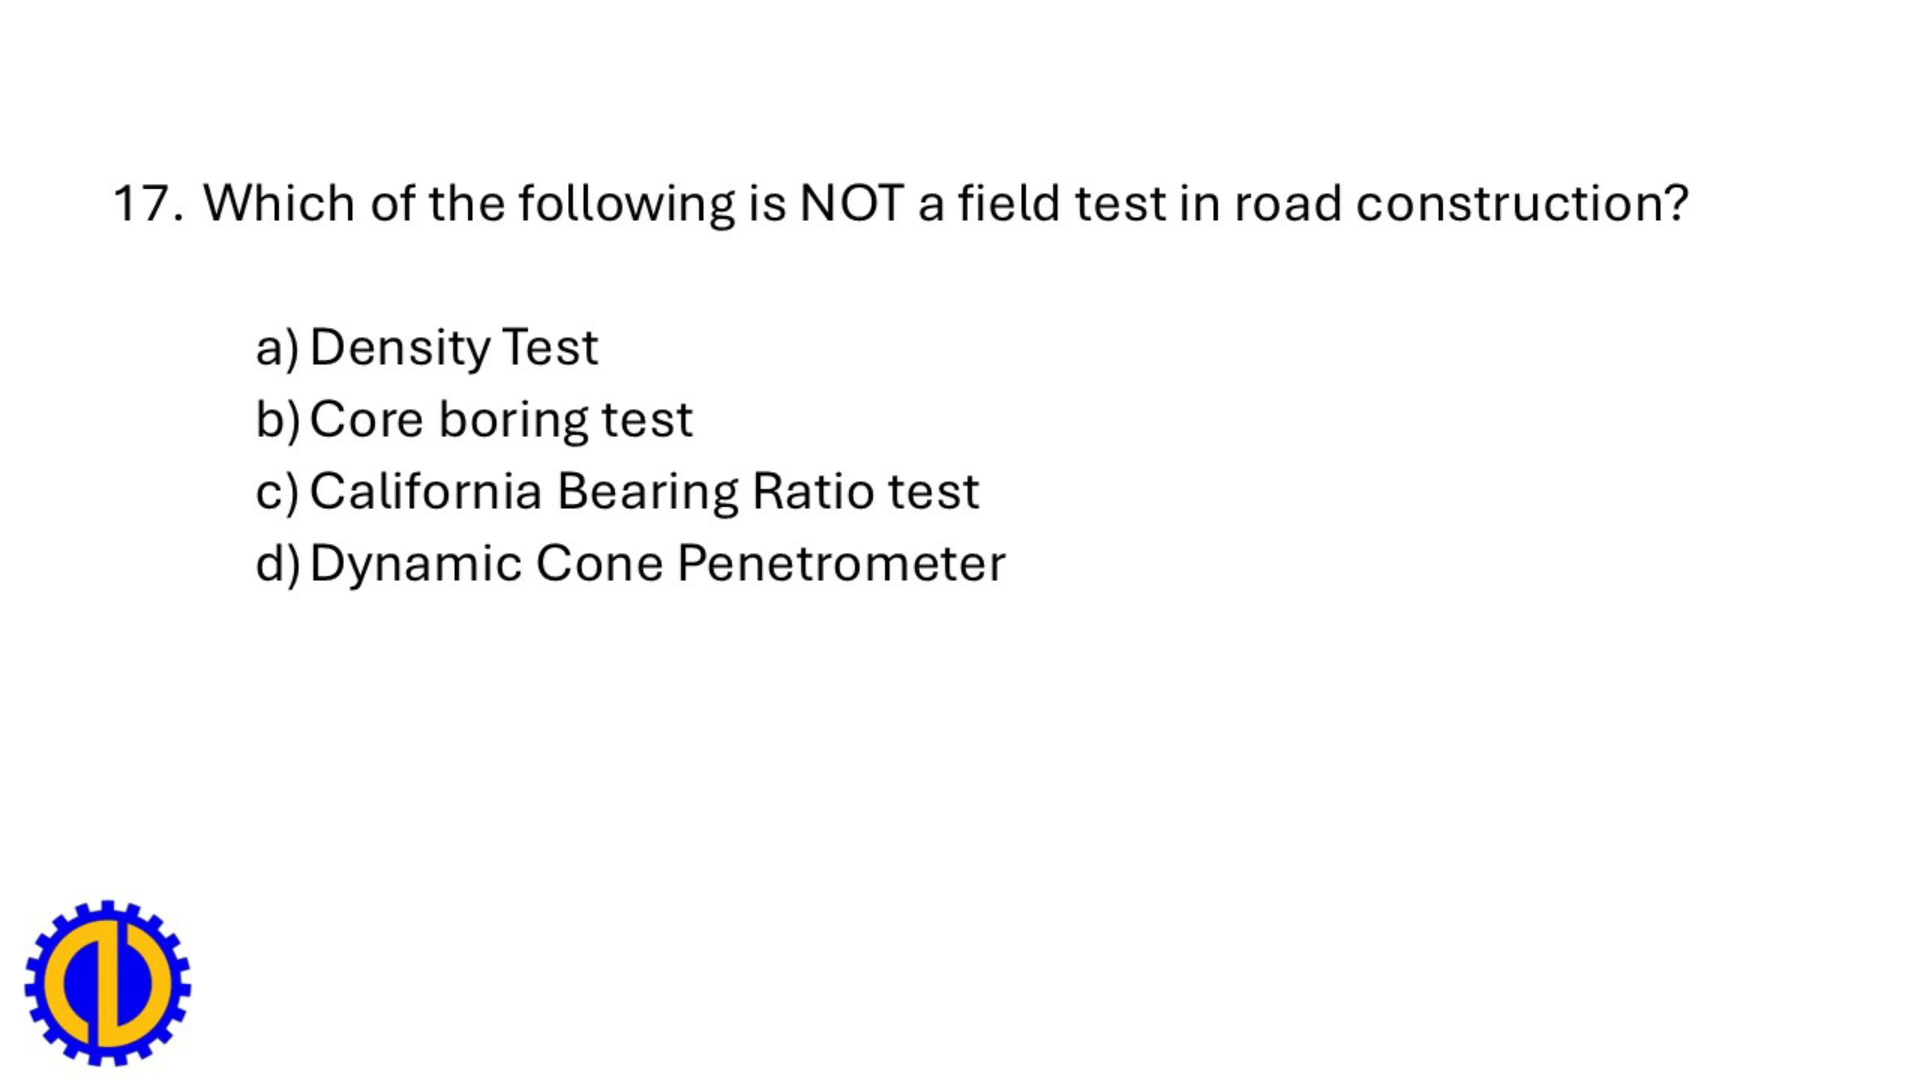 17. Which of the following is NOT a field test in road construction?
a) Density Test
b) Core boring test
c) California Bearing Ratio test
d) Dynamic Cone Penetrometer